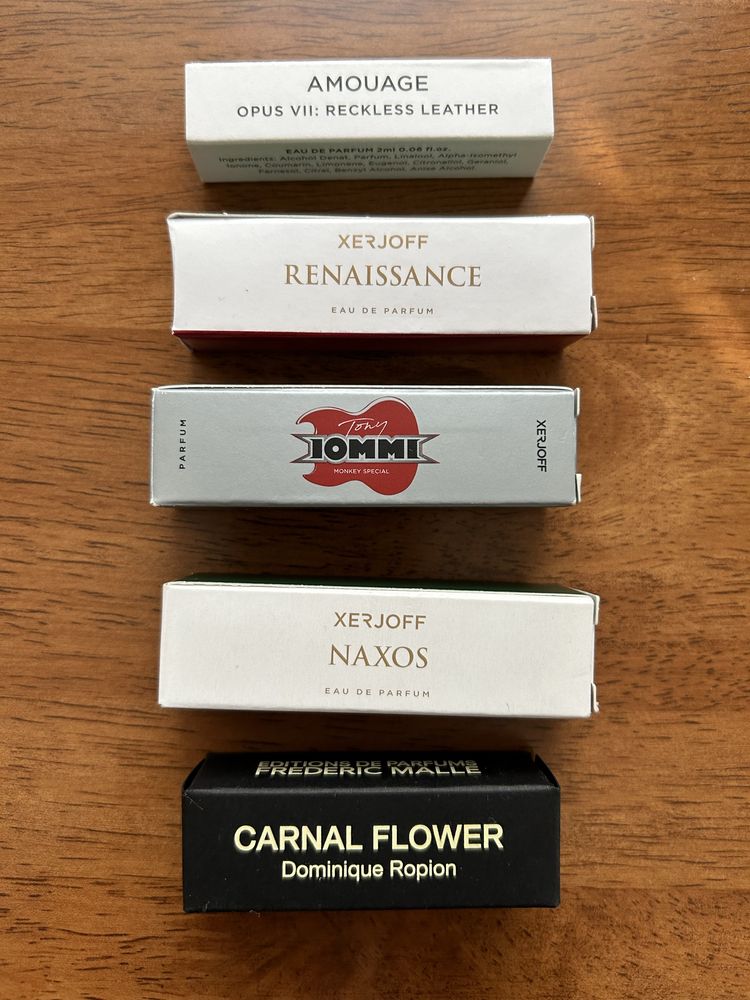 AMOUAGE
OPUS VII: RECKLESS LEATHER
EAU DE PARFUM 2ml 0.06 fl.oz.
Ingredients: Alcohol Denat, Parfum, Linalool, Alpha-Isomethyl
Ionone, Coumarin, Limonene, Eugenol, Citronellol, Geraniol,
Farnesol, Citral, Benzyl Alcohol, Anise Alcohol
XERJOFF
RENAISSANCE
EAU DE PARFUM
PARFUM
Tony
IOMMI
MONKEY SPECIAL
XERJOFF
XERJOFF
NAXOS
EAU DE PARFUM
EDITIONS DE PARFUMS
FREDERIC MALLE
CARNAL FLOWER
Dominique Ropion